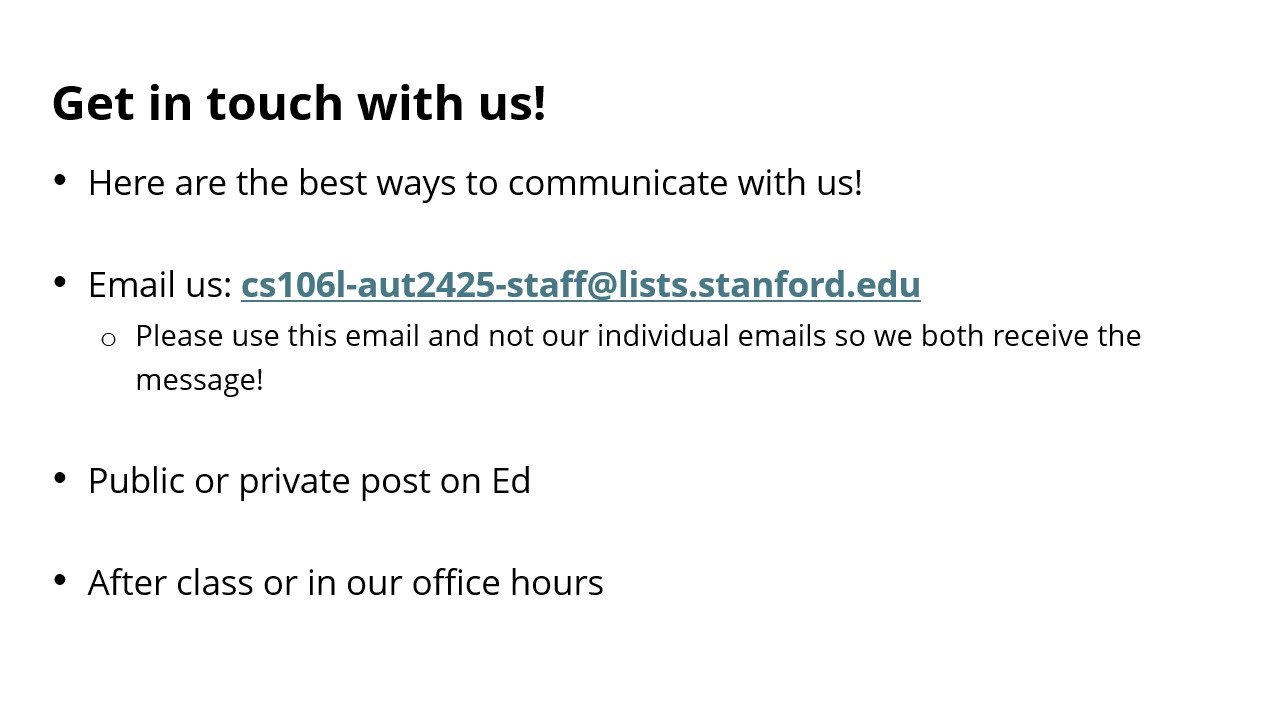 Get in touch with us!
• Here are the best ways to communicate with us!
• Email us: cs106l-aut2425-staff@lists.stanford.edu
○ Please use this email and not our individual emails so we both receive the
message!
• Public or private post on Ed
• After class or in our office hours